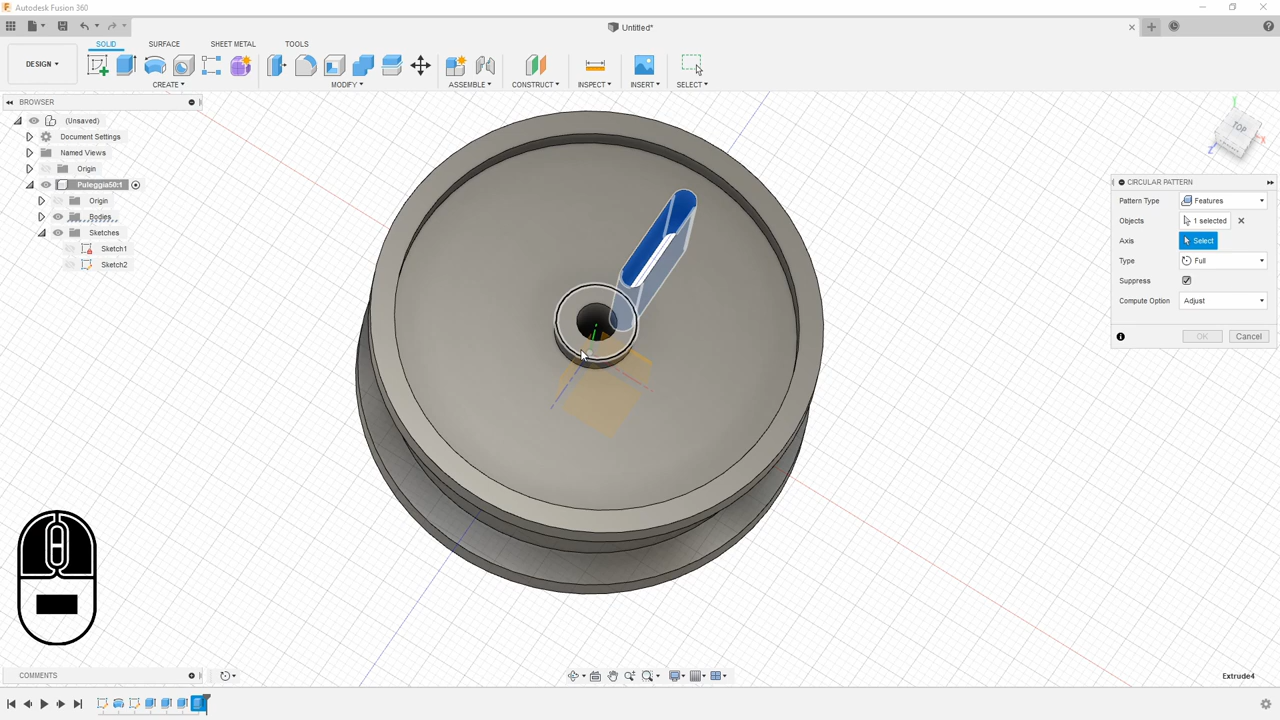 Autodesk Fusion 360
Untitled*
SOLID SURFACE SHEET METAL TOOLS
DESIGN
CREATE MODIFY ASSEMBLE CONSTRUCT INSPECT INSERT SELECT
BROWSER
(Unsaved)
Document Settings
Named Views
Origin
Puleggia50:1
Origin
Bodies
Sketches
Sketch1
Sketch2
TOP
X
Y
Z
CIRCULAR PATTERN
Pattern Type Features
Objects 1 selected
Axis Select
Type Full
Suppress
Compute Option Adjust
OK Cancel
COMMENTS
Extrude4